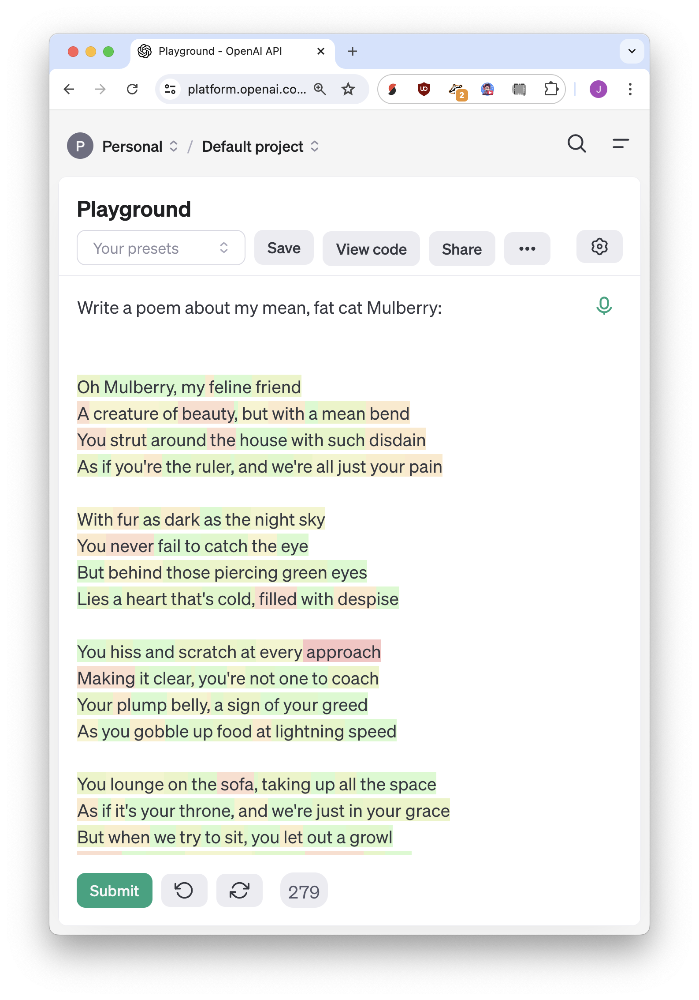 Playground - OpenAI API
platform.openai.co...
2
J
P Personal / Default project
Playground
Your presets
Save
View code
Share
Write a poem about my mean, fat cat Mulberry:
Oh Mulberry, my feline friend
A creature of beauty, but with a mean bend
You strut around the house with such disdain
As if you're the ruler, and we're all just your pain
With fur as dark as the night sky
You never fail to catch the eye
But behind those piercing green eyes
Lies a heart that's cold, filled with despise
You hiss and scratch at every approach
Making it clear, you're not one to coach
Your plump belly, a sign of your greed
As you gobble up food at lightning speed
You lounge on the sofa, taking up all the space
As if it's your throne, and we're just in your grace
But when we try to sit, you let out a growl
Submit
279